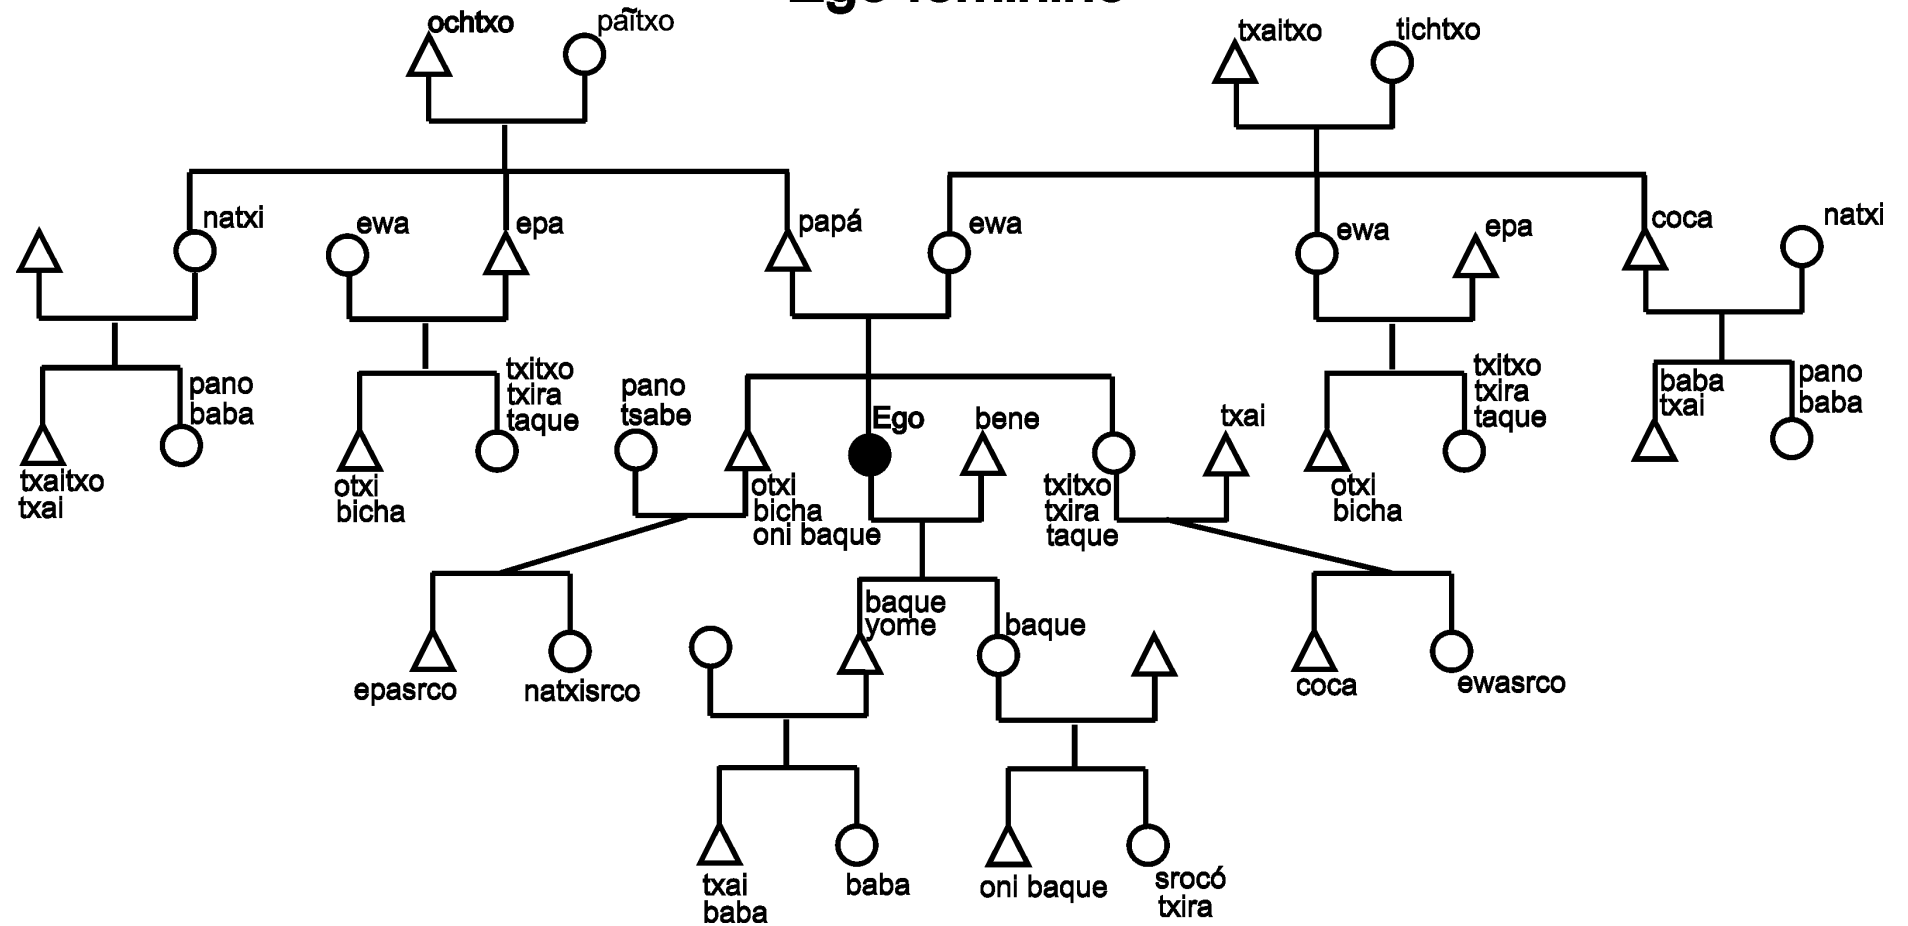 Ego feminino
ochtxo
paĩtxo
txaitxo
tichtxo
natxi
ewa
epa
papá
ewa
ewa
epa
coca
natxi
pano
baba
txaitxo
txai
txitxo
txira
taque
otxi
bicha
pano
tsabe
otxi
bicha
oni baque
Ego
bene
txitxo
txira
taque
txai
txitxo
txira
taque
otxi
bicha
baba
txai
pano
baba
epasrco
natxisrco
baque
yome
baque
coca
ewasrco
txai
baba
baba
oni baque
srocó
txira